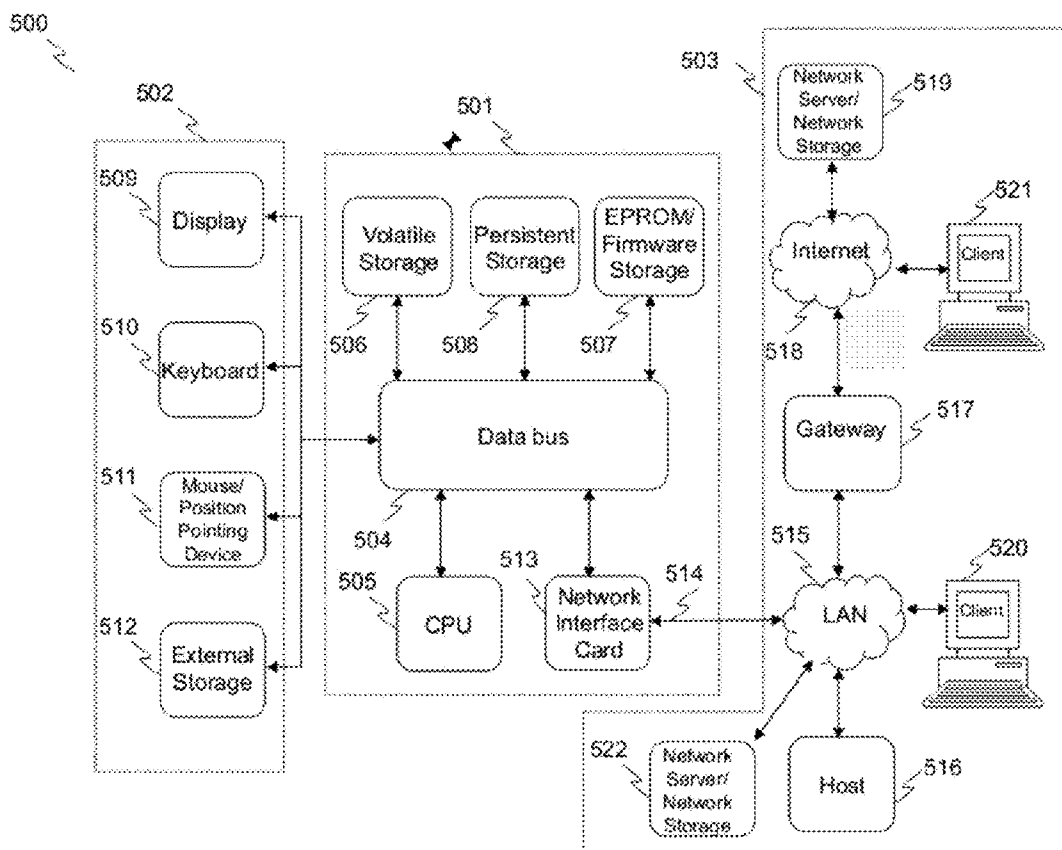 500
502
501
503
Network
Server/
Network
Storage
519
509
Display
Volatile
Storage
Persistent
Storage
EPROM/
Firmware
Storage
Internet
521
Client
506
508
507
518
510
Keyboard
Data bus
Gateway
517
511
Mouse/
Position
Pointing
Device
504
505
CPU
513
Network
Interface
Card
514
515
LAN
520
Client
512
External
Storage
522
Network
Server/
Network
Storage
Host
516